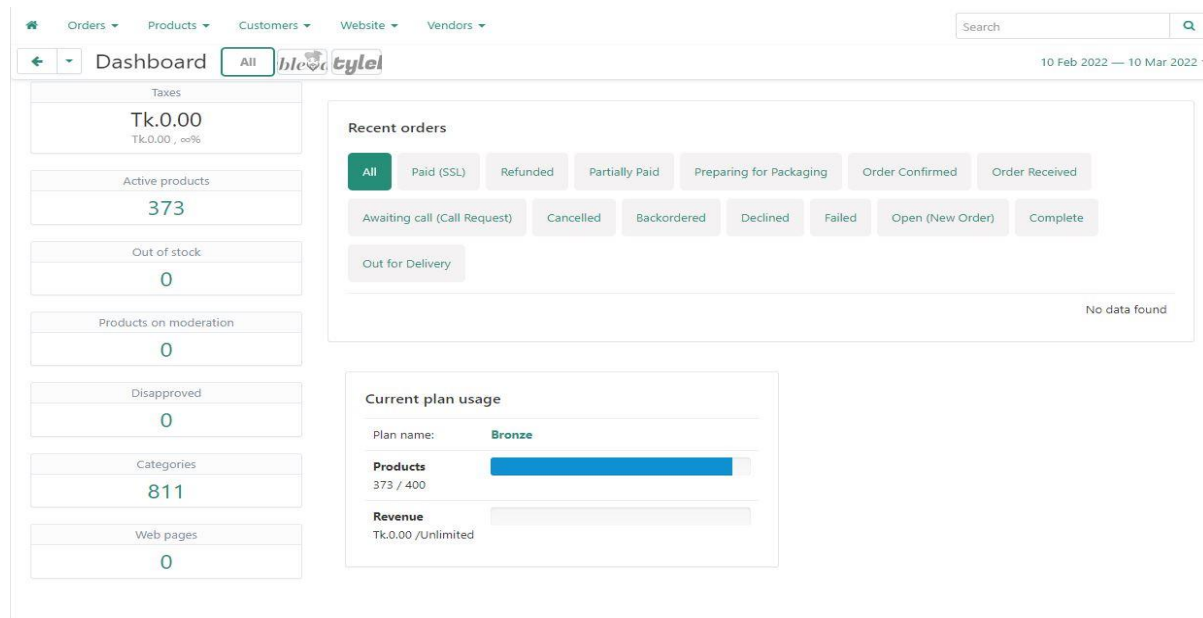 Orders Products Customers Website Vendors Search
Dashboard All tylel 10 Feb 2022 — 10 Mar 2022
Taxes
Tk.0.00
Tk.0.00 , ∞%
Active products
373
Out of stock
0
Products on moderation
0
Disapproved
0
Categories
811
Web pages
0
Recent orders
All Paid (SSL) Refunded Partially Paid Preparing for Packaging Order Confirmed Order Received
Awaiting call (Call Request) Cancelled Backordered Declined Failed Open (New Order) Complete
Out for Delivery
No data found
Current plan usage
Plan name: Bronze
Products
373 / 400
Revenue
Tk.0.00 /Unlimited